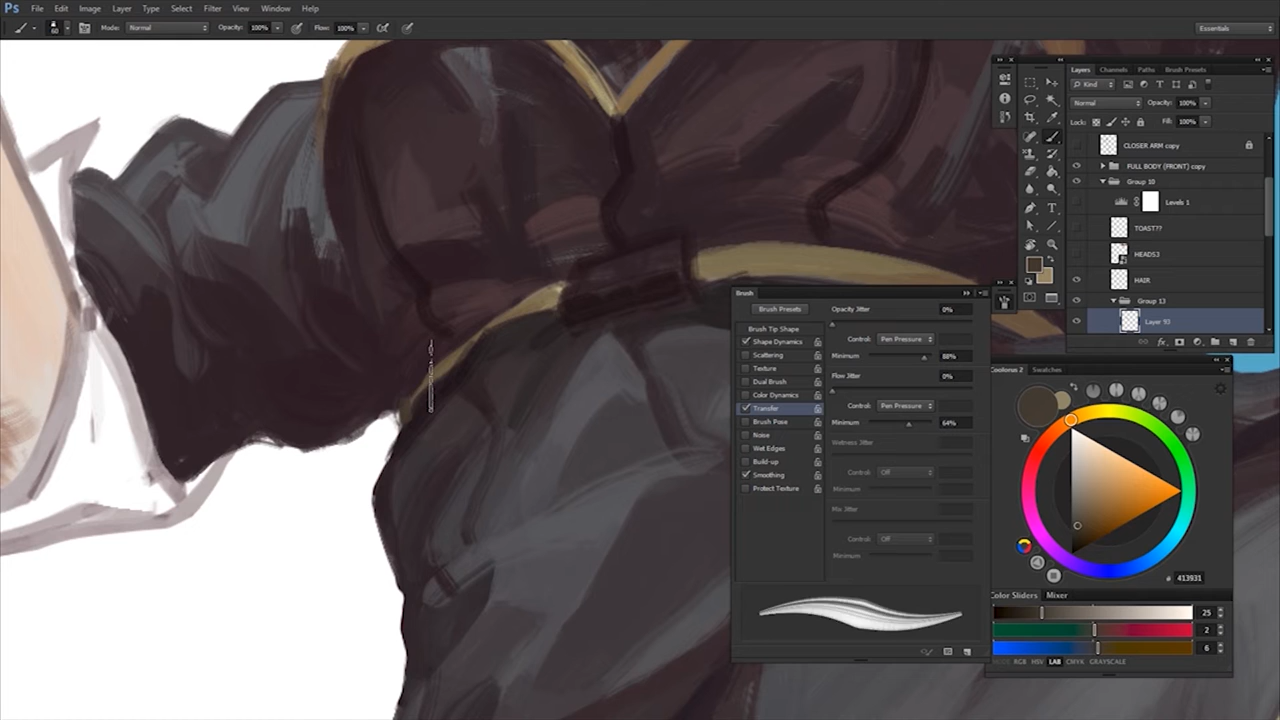 Ps File Edit Image Layer Type Select Filter View Window Help
60 Mode: Normal Opacity: 100% Flow: 100% Essentials
Layers Channels Paths Brush Presets
Kind
Normal Opacity: 100%
Lock: Fill: 100%
CLOSER ARM copy
FULL BODY (FRONT) copy
Group 10
Levels 1
TOAST??
HEADS3
HAIR
Group 13
Layer 93
fx.
Brush
Brush Presets Opacity Jitter 0%
Brush Tip Shape
Shape Dynamics Control: Pen Pressure
Scattering Minimum 88%
Texture Flow Jitter 0%
Dual Brush
Color Dynamics
Transfer Control: Pen Pressure
Brush Pose Minimum 64%
Noise Wetness Jitter
Wet Edges
Build-up
Smoothing Control: Off
Protect Texture Minimum
Mix Jitter
Control: Off
Minimum
Coolorus 2 Swatches
# 413931
Color Sliders Mixer
25
2
6
RGB HSV LAB CMYK GRAYSCALE